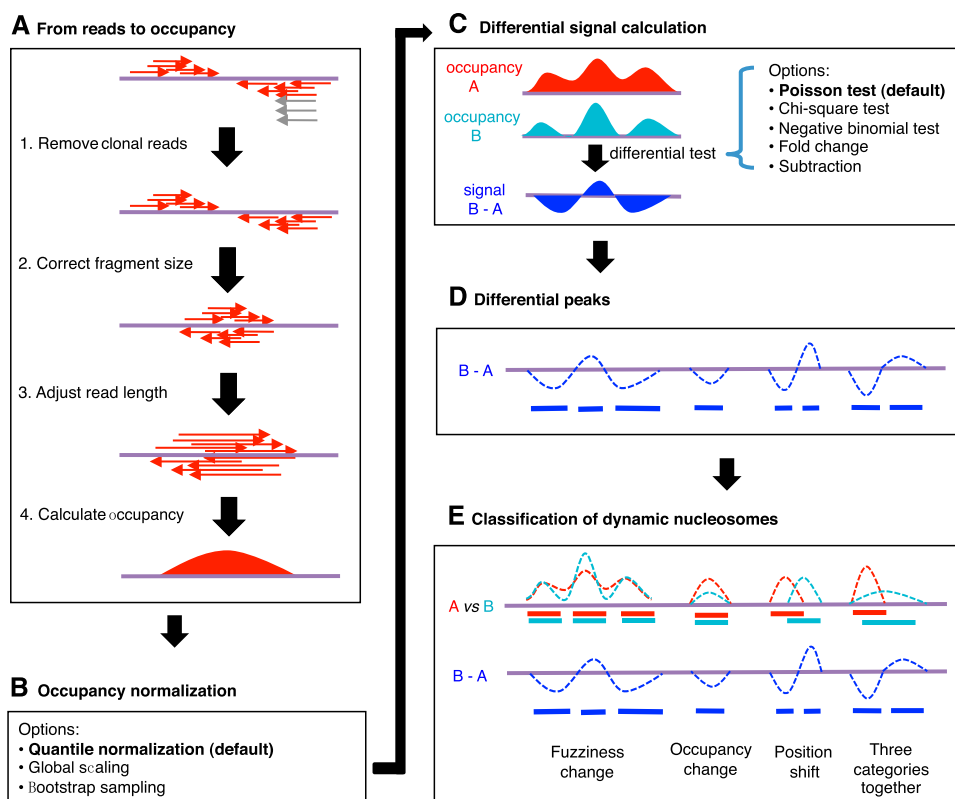 A From reads to occupancy
1. Remove clonal reads
2. Correct fragment size
3. Adjust read length
4. Calculate occupancy
B Occupancy normalization
Options:
• Quantile normalization (default)
• Global scaling
• Bootstrap sampling
C Differential signal calculation
occupancy
A
occupancy
B
differential test
signal
B - A
Options:
• Poisson test (default)
• Chi-square test
• Negative binomial test
• Fold change
• Subtraction
D Differential peaks
B - A
E Classification of dynamic nucleosomes
A vs B
B - A
Fuzziness
change
Occupancy
change
Position
shift
Three
categories
together